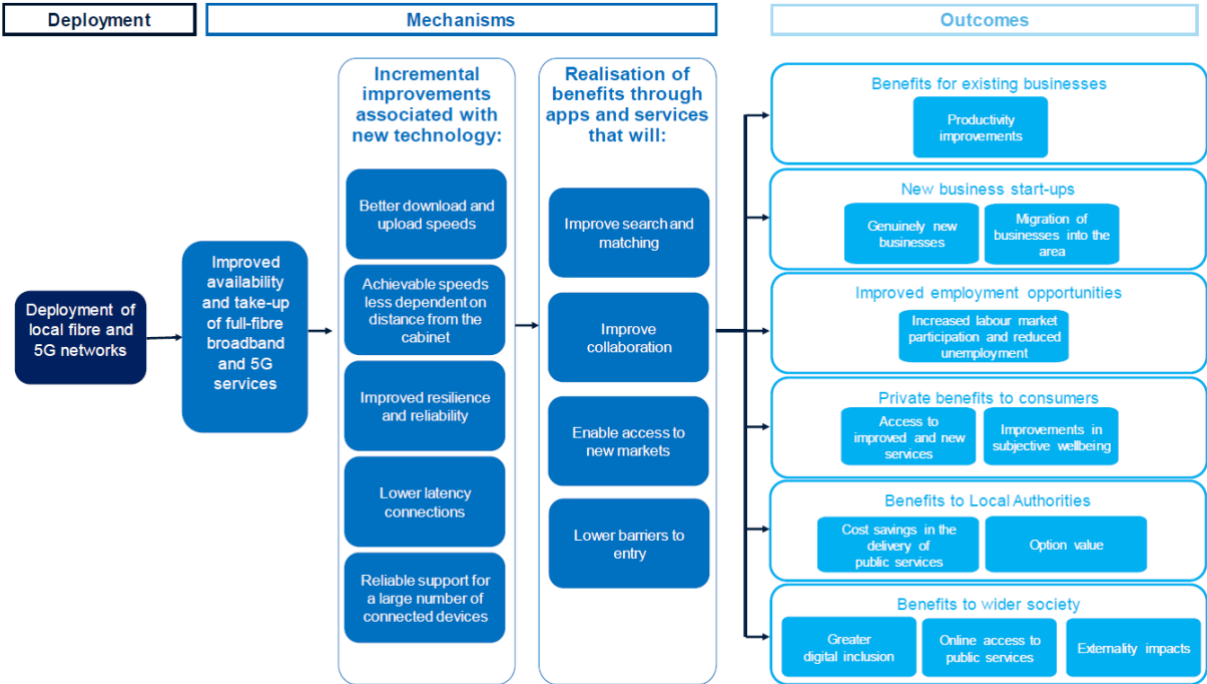 Deployment
Mechanisms
Outcomes
Incremental
improvements
associated with
new technology:
Realisation of
benefits through
apps and services
that will:
Deployment of
local fibre and
5G networks
Improved
availability
and take-up
of full-fibre
broadband
and 5G
services
Better download and
upload speeds
Achievable speeds
less dependent on
distance from the
cabinet
Improved resilience
and reliability
Lower latency
connections
Reliable support for
a large number of
connected devices
Improve search and
matching
Improve
collaboration
Enable access to
new markets
Lower barriers to
entry
Benefits for existing businesses
Productivity
improvements
New business start-ups
Genuinely new
businesses
Migration of
businesses into the
area
Improved employment opportunities
Increased labour market
participation and reduced
unemployment
Private benefits to consumers
Access to
improved and new
services
Improvements in
subjective wellbeing
Benefits to Local Authorities
Cost savings in the
delivery of
public services
Option value
Benefits to wider society
Greater
digital inclusion
Online access to
public services
Externality impacts